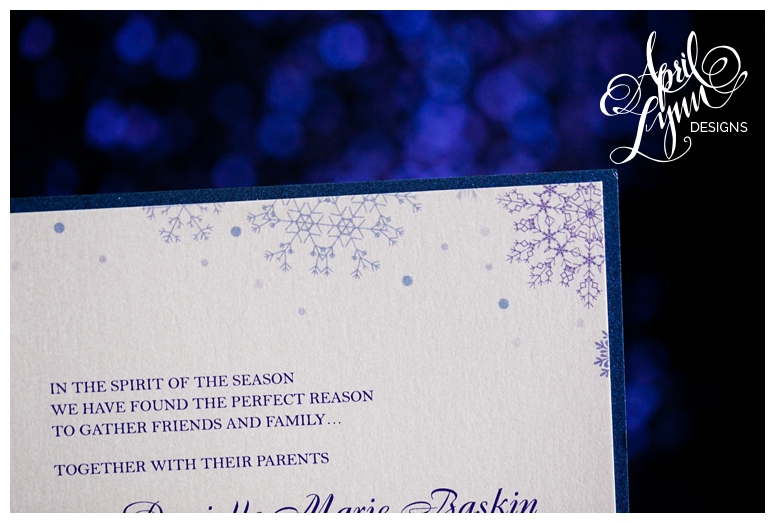 April
Lynn
DESIGNS
IN THE SPIRIT OF THE SEASON
WE HAVE FOUND THE PERFECT REASON
TO GATHER FRIENDS AND FAMILY...
TOGETHER WITH THEIR PARENTS
Danielle Marie Baskin